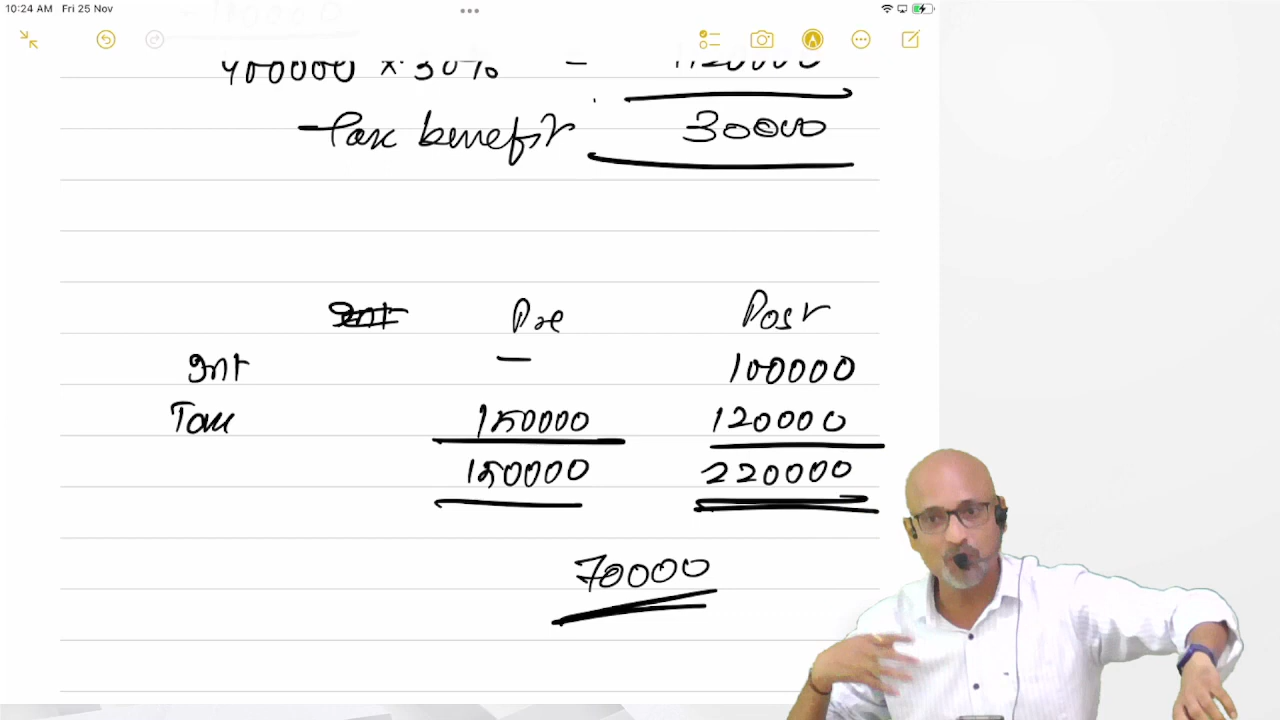 10:24 AM Fri 25 Nov
400000 x 30% - 120000
Tax benefit 30000
Pre Post
Int — 100000
Tax 150000 120000
150000 220000
70000